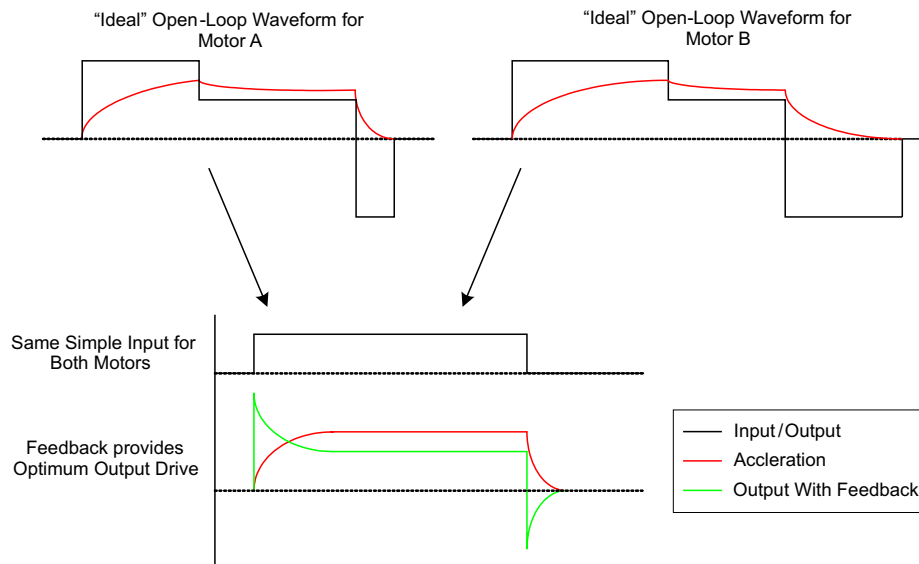 “Ideal” Open-Loop Waveform for
Motor A
“Ideal” Open-Loop Waveform for
Motor B
Same Simple Input for
Both Motors
Feedback provides
Optimum Output Drive
Input/Output
Accleration
Output With Feedback